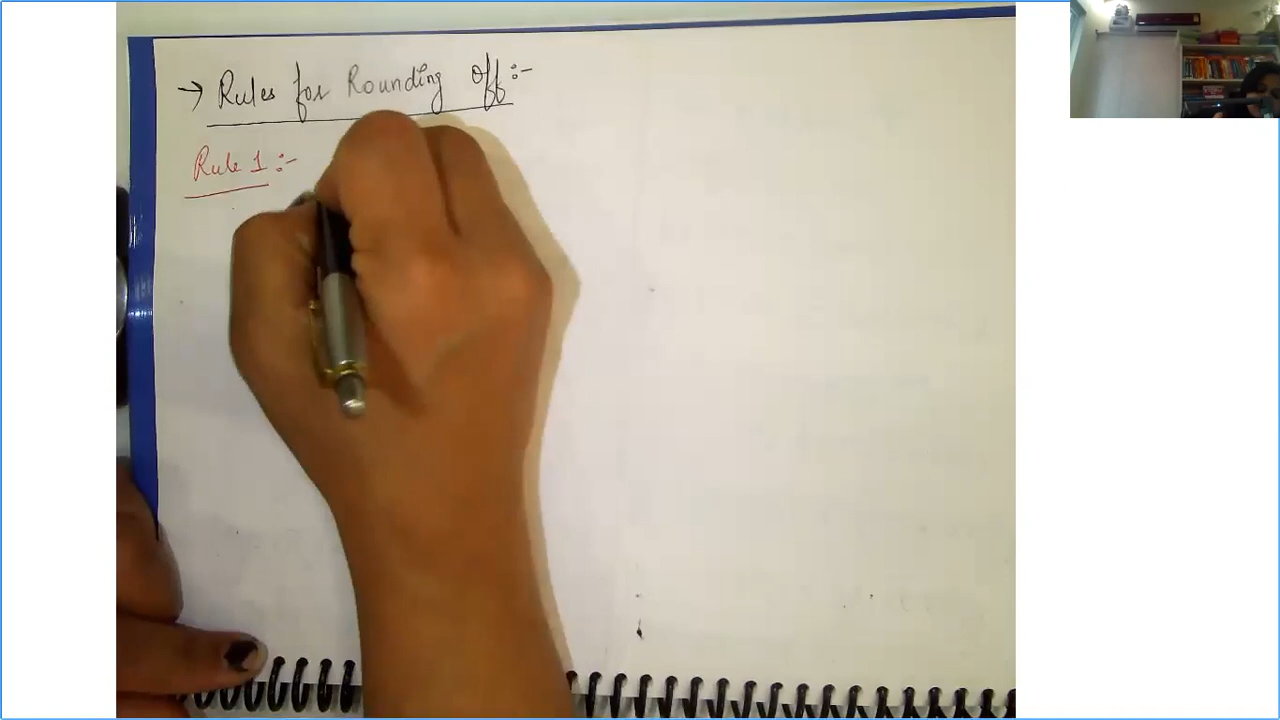 → Rules for Rounding Off :-
Rule 1 :-